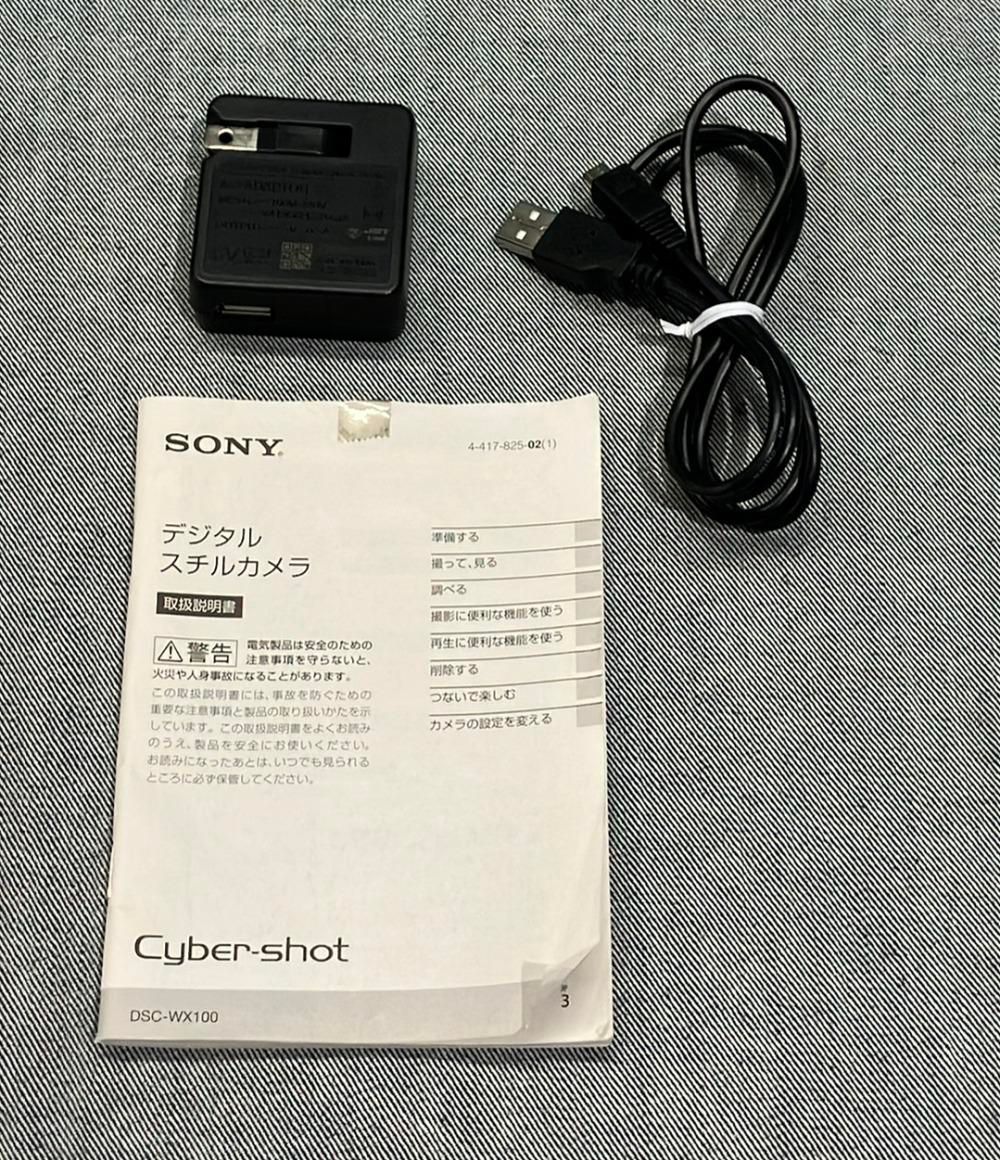 SONY
4-417-825-02(1)
デジタル
スチルカメラ
取扱説明書
警告
電気製品は安全のための
注意事項を守らないと、
火災や人身事故になることがあります。
この取扱説明書には、事故を防ぐための
重要な注意事項と製品の取り扱いかたを示
しています。この取扱説明書をよくお読み
のうえ、製品を安全にお使いください。
お読みになったあとは、いつでも見られる
ところに必ず保管してください。
準備する
撮って、見る
調べる
撮影に便利な機能を使う
再生に便利な機能を使う
削除する
つないで楽しむ
カメラの設定を変える
Cyber-shot
DSC-WX100
3